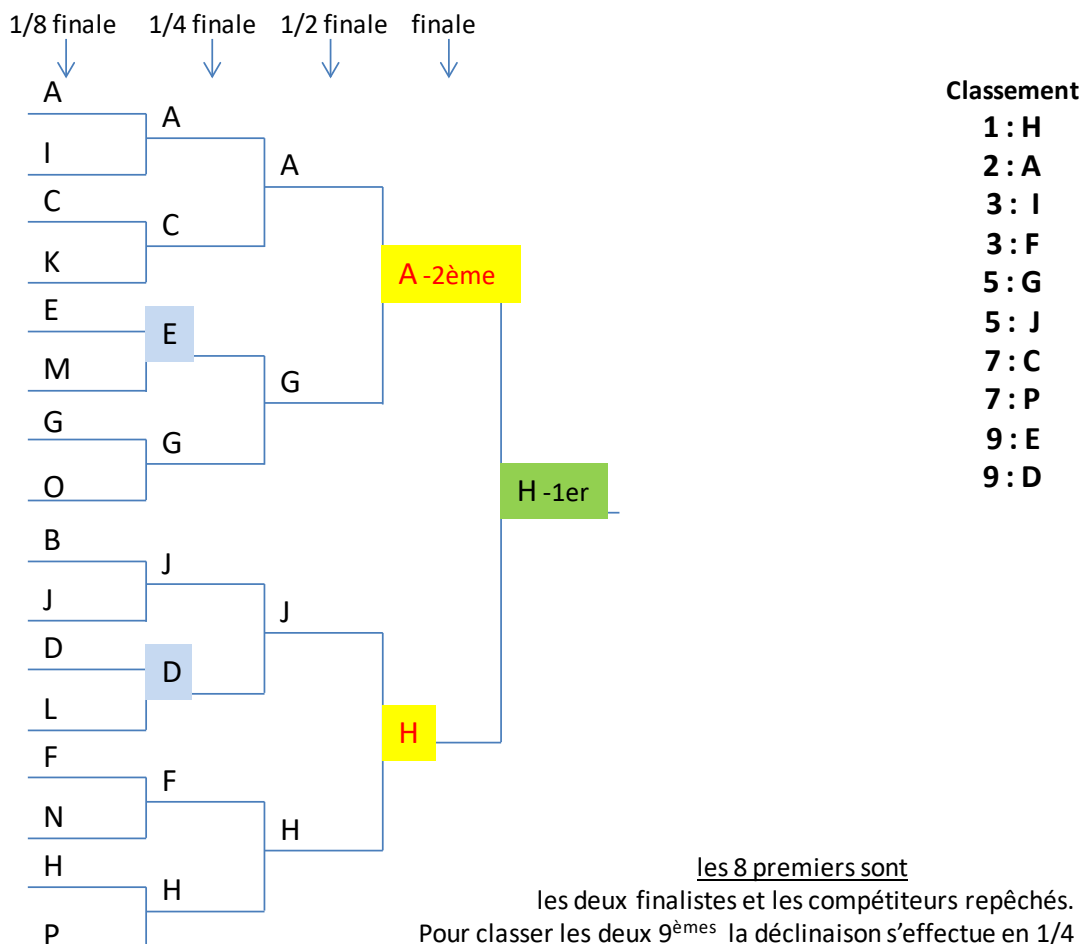 1/8 finale 1/4 finale 1/2 finale finale
A
I
C
K
E
M
G
O
B
J
D
L
F
N
H
P
A
C
E
G
J
D
F
H
A
G
J
H
A -2ème
H
H -1er
Classement
1 : H
2 : A
3 : I
3 : F
5 : G
5 : J
7 : C
7 : P
9 : E
9 : D
les 8 premiers sont
les deux finalistes et les compétiteurs repêchés.
Pour classer les deux 9èmes la déclinaison s’effectue en 1/4